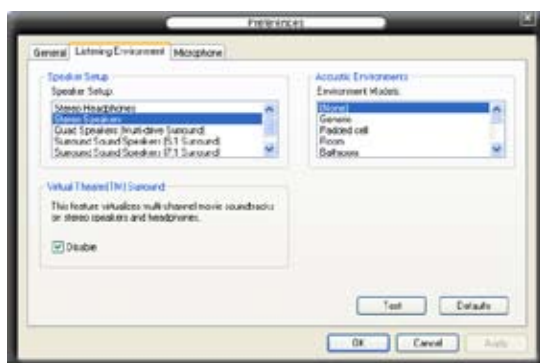 Preferences
General Listening Environment Microphone
Speaker Setup
Speaker Setup:
Stereo Headphones
Stereo Speakers
Quad Speakers (Multi-drive Surround)
Surround Sound Speakers (5.1 Surround)
Surround Sound Speakers (7.1 Surround)
Acoustic Environments
Environment Models:
(None)
Generic
Padded cell
Room
Bathroom
Virtual Theater(TM) Surround
This feature virtualizes multi-channel movie soundtracks
on stereo speakers and headphones.
Disable
Test Defaults
OK Cancel Apply